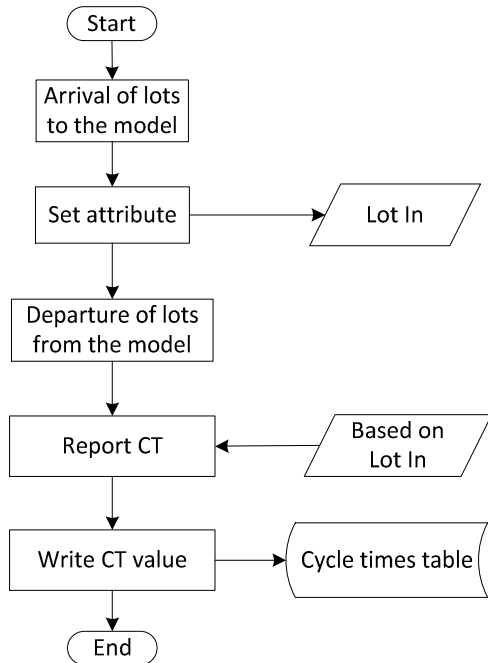 Start
Arrival of lots
to the model
Set attribute
Lot In
Departure of lots
from the model
Report CT
Based on
Lot In
Write CT value
Cycle times table
End